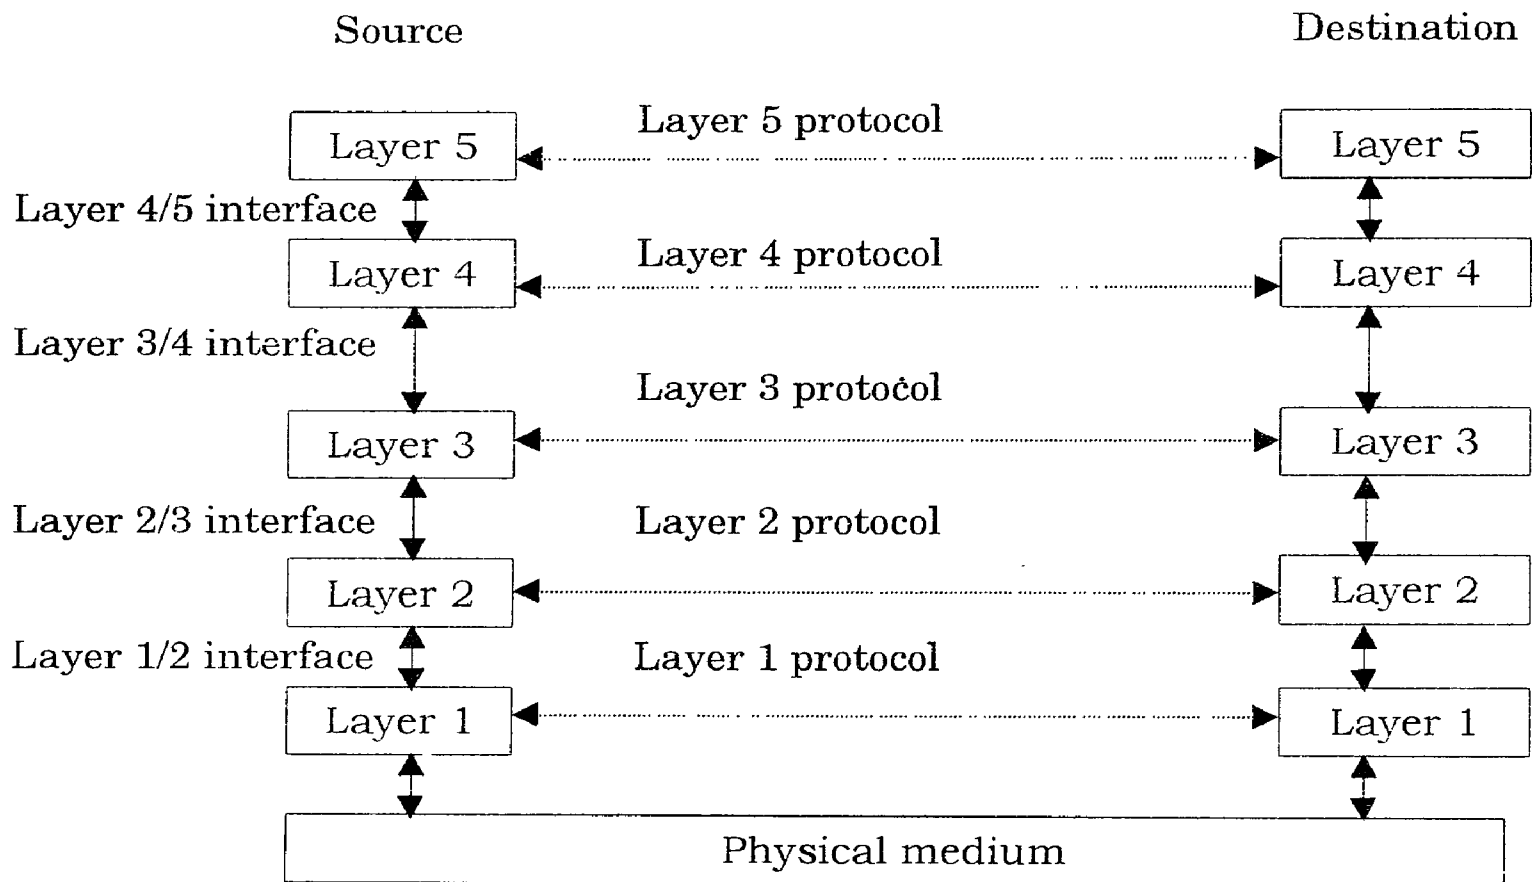 Source
Destination
Layer 5 protocol
Layer 5
Layer 5
Layer 4/5 interface
Layer 4 protocol
Layer 4
Layer 4
Layer 3/4 interface
Layer 3 protocol
Layer 3
Layer 3
Layer 2/3 interface
Layer 2 protocol
Layer 2
Layer 2
Layer 1/2 interface
Layer 1 protocol
Layer 1
Layer 1
Physical medium